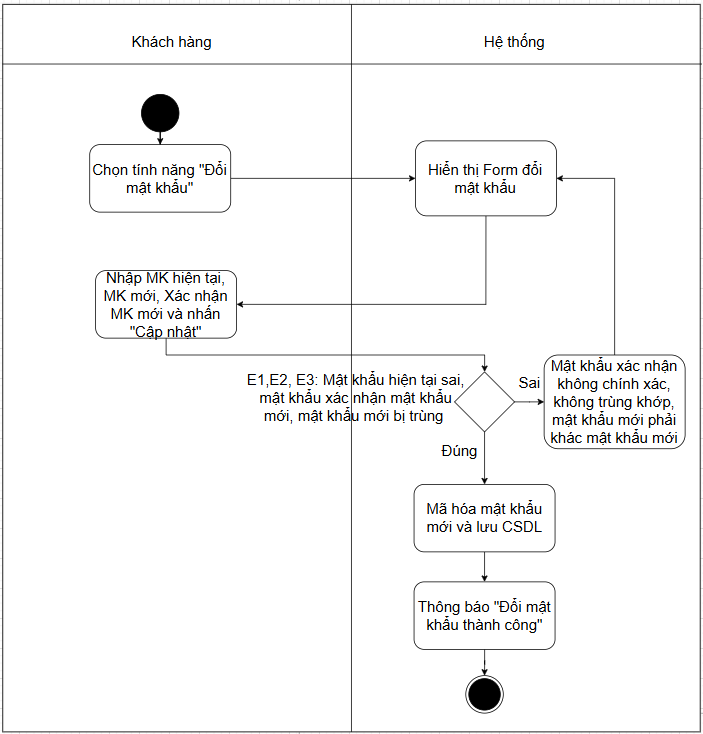 Khách hàng
Hệ thống
Chọn tính năng "Đổi
mật khẩu"
Hiển thị Form đổi
mật khẩu
Nhập MK hiện tại,
MK mới, Xác nhận
MK mới và nhấn
"Cập nhật"
E1,E2, E3: Mật khẩu hiện tại sai,
mật khẩu xác nhận mật khẩu
mới, mật khẩu mới bị trùng
Sai
Mật khẩu xác nhận
không chính xác,
không trùng khớp,
mật khẩu mới phải
khác mật khẩu mới
Đúng
Mã hóa mật khẩu
mới và lưu CSDL
Thông báo "Đổi mật
khẩu thành công"